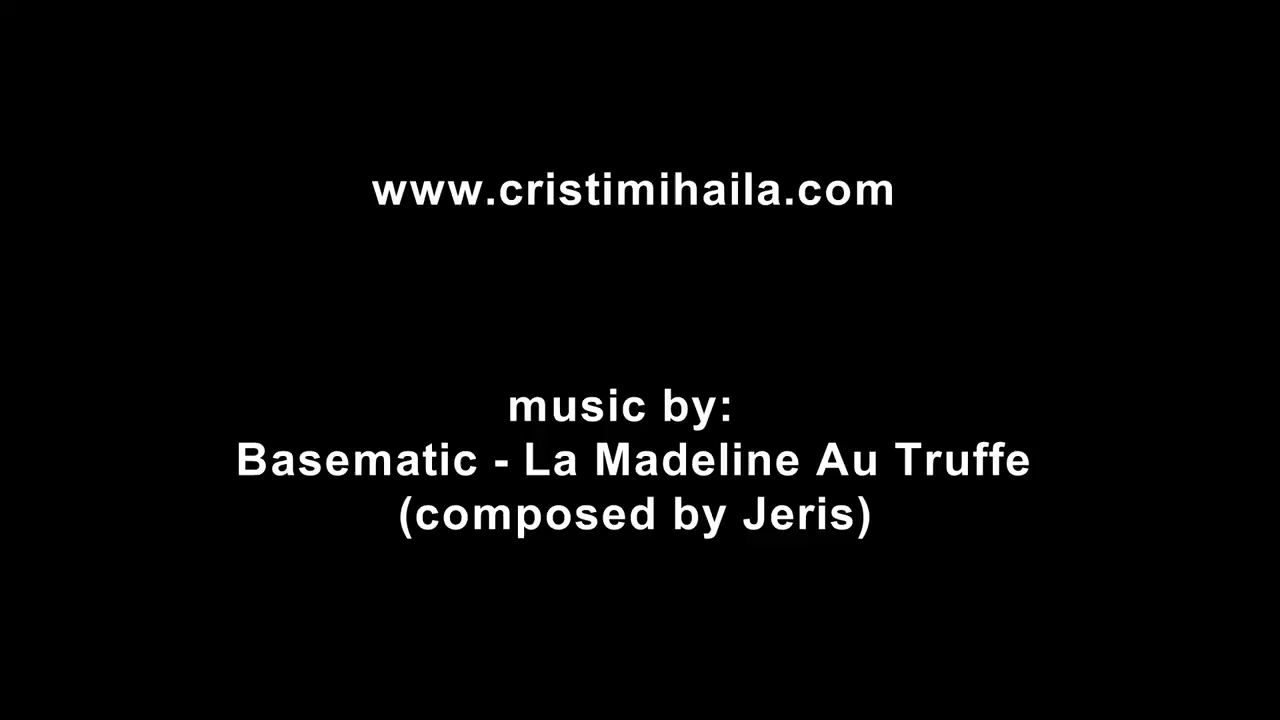 www.cristimihaila.com
music by:
Basematic - La Madeline Au Truffe
(composed by Jeris)